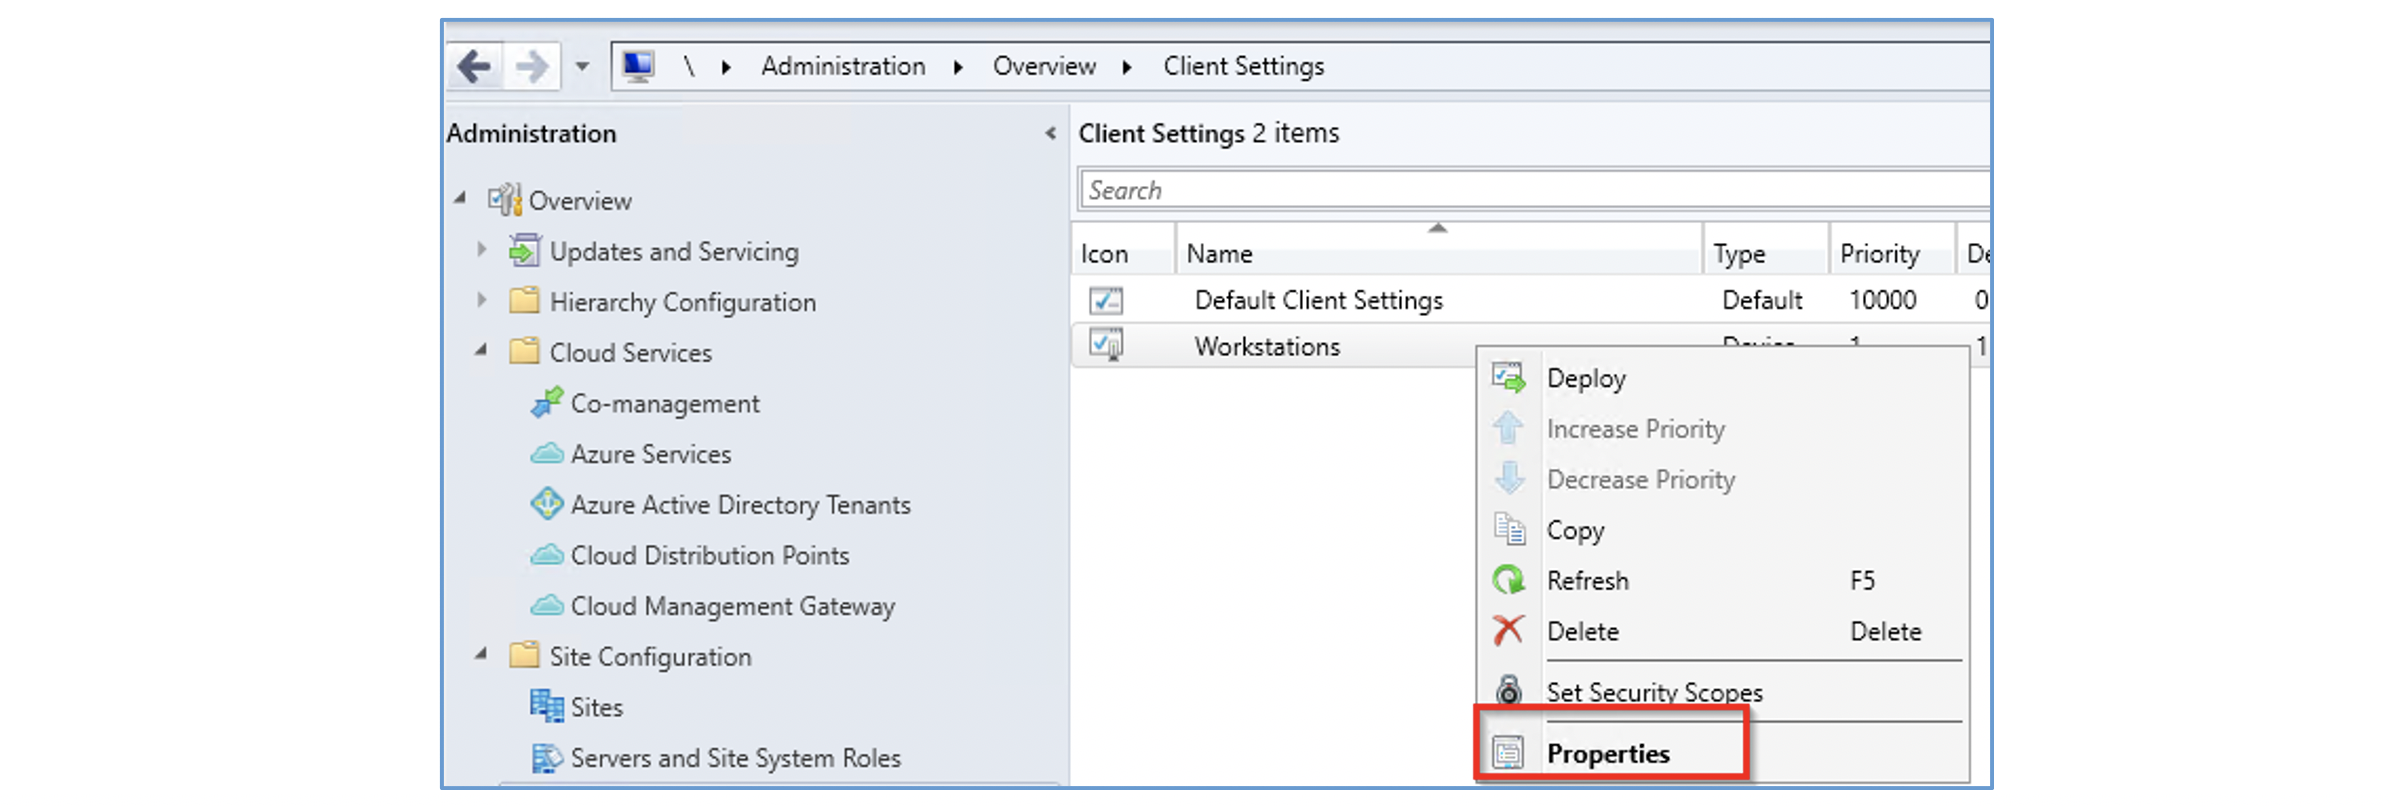 \ Administration Overview Client Settings
Administration
Overview
Updates and Servicing
Hierarchy Configuration
Cloud Services
Co-management
Azure Services
Azure Active Directory Tenants
Cloud Distribution Points
Cloud Management Gateway
Site Configuration
Sites
Servers and Site System Roles
Client Settings 2 items
Search
Icon Name Type Priority De
Default Client Settings Default 10000 0
Workstations Device 1 1
Deploy
Increase Priority
Decrease Priority
Copy
Refresh F5
Delete Delete
Set Security Scopes
Properties